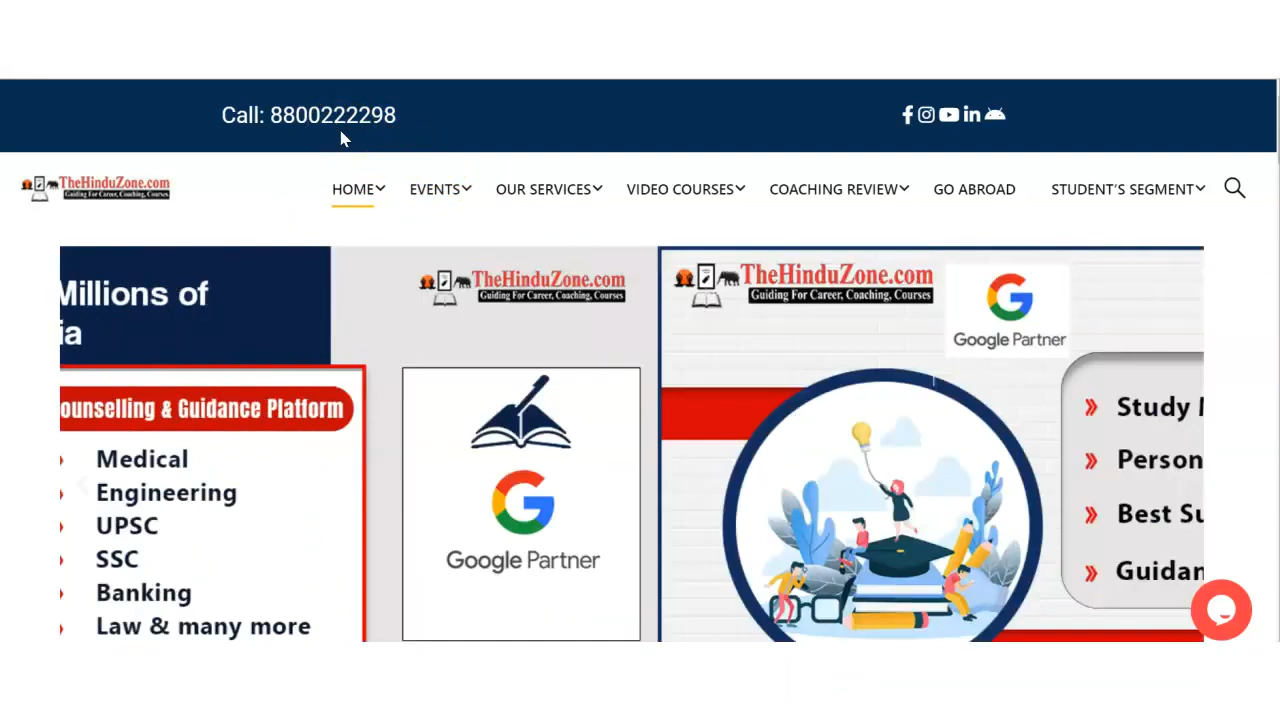 Call: 8800222298
TheHinduZone.com
Guiding For Career, Coaching, Courses
HOME EVENTS OUR SERVICES VIDEO COURSES COACHING REVIEW GO ABROAD STUDENT'S SEGMENT
Millions of
ia
ounselling & Guidance Platform
Medical
Engineering
UPSC
SSC
Banking
Law & many more
TheHinduZone.com
Guiding For Career, Coaching, Courses
Google Partner
TheHinduZone.com
Guiding For Career, Coaching, Courses
Google Partner
Study
Person
Best Su
Guidan